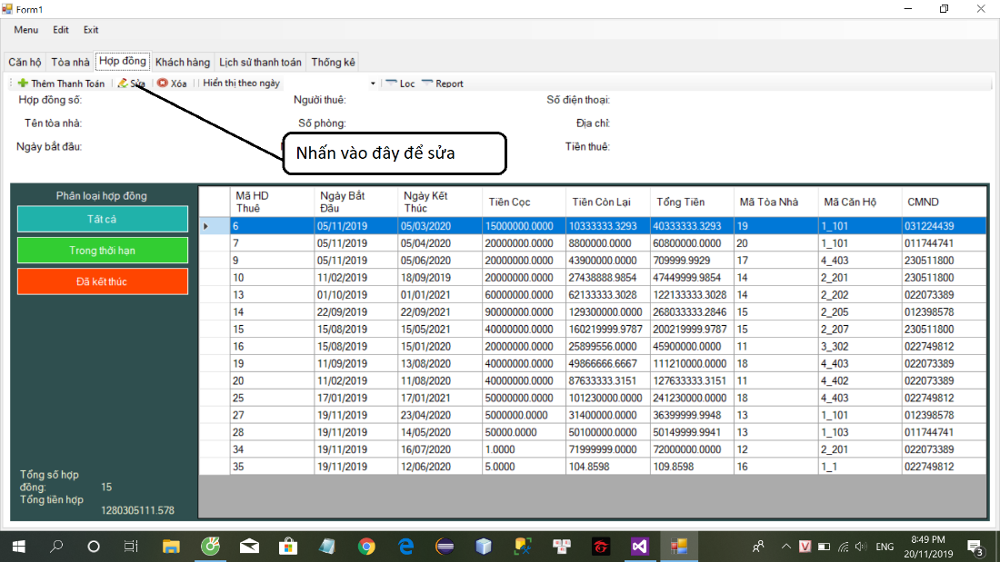 Form1
Menu Edit Exit
Căn hộ Tòa nhà Hợp đồng Khách hàng Lịch sử thanh toán Thống kê
Thêm Thanh Toán Sửa Xóa Hiển thị theo ngày Loc Report
Hợp đồng số: Người thuê: Số điện thoại:
Tên tòa nhà: Số phòng: Địa chỉ:
Ngày bắt đầu: Tiền thuê:
Nhấn vào đây để sửa
Phân loại hợp đồng
Tất cả
Trong thời hạn
Đã kết thúc
Mã HD Thuê Ngày Bắt Đầu Ngày Kết Thúc Tiền Cọc Tiền Còn Lại Tổng Tiền Mã Tòa Nhà Mã Căn Hộ CMND
6 05/11/2019 05/03/2020 15000000.0000 10333333.3293 40333333.3293 19 1_101 031224439
7 05/11/2019 05/04/2020 20000000.0000 8800000.0000 60800000.0000 20 1_101 011744741
9 05/11/2019 05/06/2020 20000000.0000 43900000.0000 709999.9929 17 4_403 230511800
10 11/02/2019 18/09/2019 20000000.0000 27438888.9854 47449999.9854 14 2_201 230511800
13 01/10/2019 01/01/2021 60000000.0000 62133333.3028 122133333.3028 14 2_202 022073389
14 22/09/2019 22/09/2021 90000000.0000 129300000.0000 268033333.2846 15 2_205 012398578
15 15/08/2019 15/05/2021 40000000.0000 160219999.9787 200219999.9787 15 2_207 230511800
16 15/08/2019 15/01/2020 20000000.0000 25899556.0000 45900000.0000 11 3_302 022749812
19 11/09/2019 13/08/2020 40000000.0000 49866666.6667 111210000.0000 18 4_403 022073389
20 11/02/2019 11/08/2020 40000000.0000 87633333.3151 127633333.3151 11 4_402 022073389
25 17/01/2019 17/01/2021 50000000.0000 101230000.0000 241230000.0000 18 4_403 022749812
27 19/11/2019 23/04/2020 5000000.0000 31400000.0000 36399999.9948 13 1_101 012398578
28 19/11/2019 14/05/2020 50000.0000 50100000.0000 50149999.9941 13 1_103 011744741
34 19/11/2019 16/07/2020 1.0000 71999999.0000 72000000.0000 12 2_201 022073389
35 19/11/2019 12/06/2020 5.0000 104.8598 109.8598 16 1_1 022749812
Tổng số hợp
đồng: 15
Tổng tiền hợp
1280305111.578
ENG 8:49 PM
20/11/2019
3